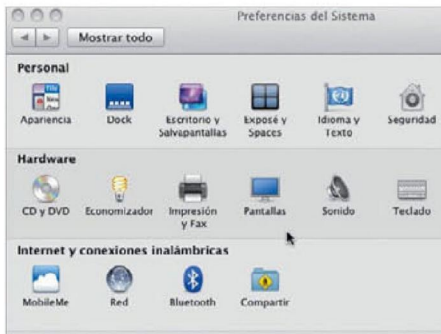 Preferencias del Sistema
Mostrar todo
Personal
Apariencia Dock Escritorio y Salvapantallas Exposé y Spaces Idioma y Texto Seguridad
Hardware
CD y DVD Economizador Impresión y Fax Pantallas Sonido Teclado
Internet y conexiones inalámbricas
MobileMe Red Bluetooth Compartir